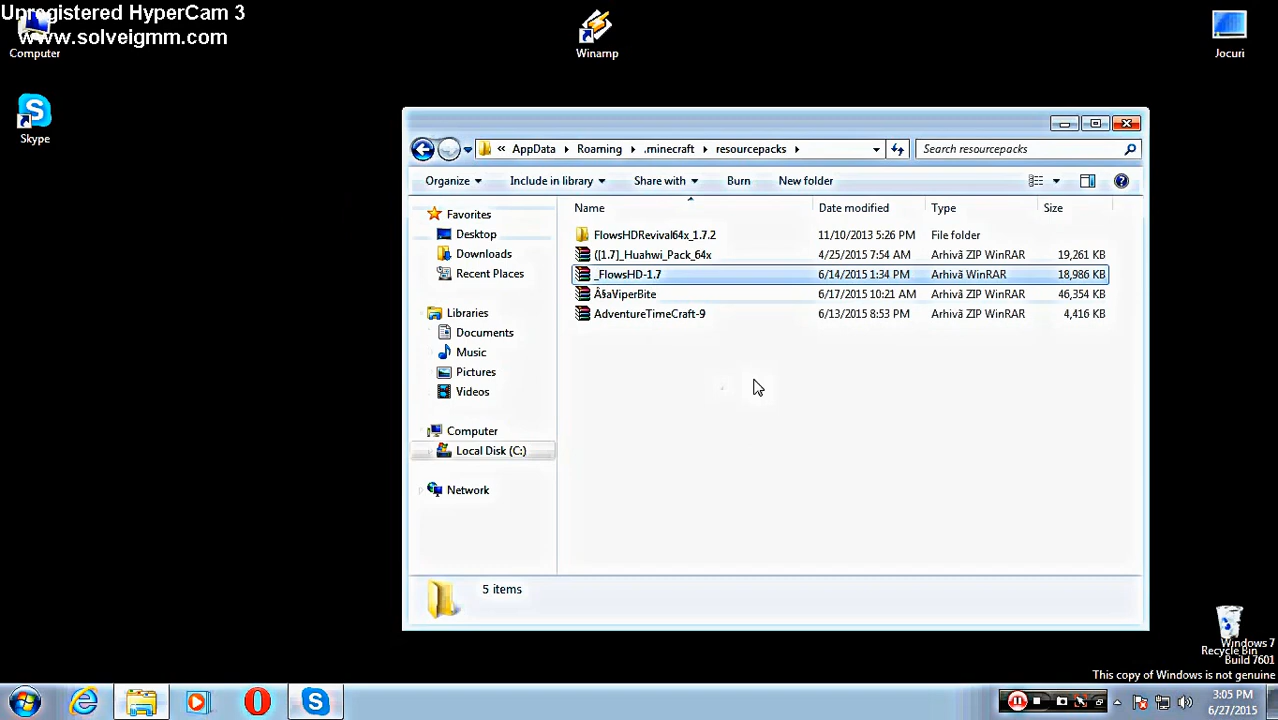 Unregistered HyperCam 3
www.solveigmm.com
Computer
Winamp
Jocuri
Skype
« AppData Roaming .minecraft resourcepacks
Search resourcepacks
Organize Include in library Share with Burn New folder
Name Date modified Type Size
Favorites
Desktop
Downloads
Recent Places
Libraries
Documents
Music
Pictures
Videos
Computer
Local Disk (C:)
Network
FlowsHDRevival64x_1.7.2 11/10/2013 5:26 PM File folder
([1.7]_Huahwi_Pack_64x 4/25/2015 7:54 AM Arhivă ZIP WinRAR 19,261 KB
_FlowsHD-1.7 6/14/2015 1:34 PM Arhivă WinRAR 18,986 KB
Â§aViperBite 6/17/2015 10:21 AM Arhivă ZIP WinRAR 46,354 KB
AdventureTimeCraft-9 6/13/2015 8:53 PM Arhivă ZIP WinRAR 4,416 KB
5 items
Recycle Bin
Windows 7
Build 7601
This copy of Windows is not genuine
3:05 PM
6/27/2015